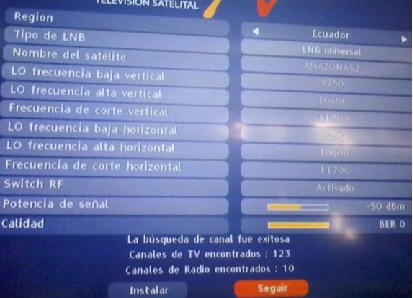 TELEVISIÓN SATELITAL
Region
Ecuador
Tipo de LNB
LNB universal
Nombre del satélite
AMAZONAS2
LO frecuencia baja vertical
9750
LO frecuencia alta vertical
10600
Frecuencia de corte vertical
11700
LO frecuencia baja horizontal
9750
LO frecuencia alta horizontal
10600
Frecuencia de corte horizontal
11700
Switch RF
Activado
Potencia de señal
-50 dBm
Calidad
BER 0
La búsqueda de canal fue exitosa
Canales de TV encontrados : 123
Canales de Radio encontrados : 10
Instalar
Seguir